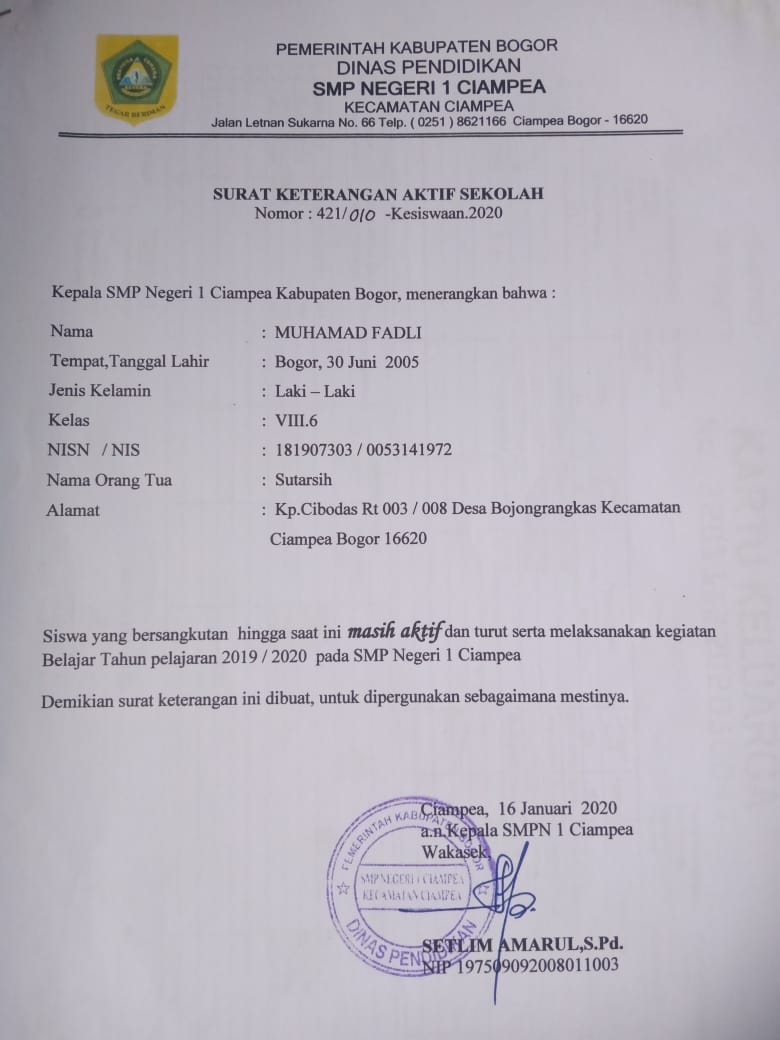 TEGAR BERIMAN
PEMERINTAH KABUPATEN BOGOR
DINAS PENDIDIKAN
SMP NEGERI 1 CIAMPEA
KECAMATAN CIAMPEA
Jalan Letnan Sukarna No. 66 Telp. ( 0251 ) 8621166 Ciampea Bogor - 16620
SURAT KETERANGAN AKTIF SEKOLAH
Nomor : 421/010 -Kesiswaan.2020
Kepala SMP Negeri 1 Ciampea Kabupaten Bogor, menerangkan bahwa :
Nama : MUHAMAD FADLI
Tempat,Tanggal Lahir : Bogor, 30 Juni 2005
Jenis Kelamin : Laki – Laki
Kelas : VIII.6
NISN / NIS : 181907303 / 0053141972
Nama Orang Tua : Sutarsih
Alamat : Kp.Cibodas Rt 003 / 008 Desa Bojongrangkas Kecamatan
Ciampea Bogor 16620
Siswa yang bersangkutan hingga saat ini masih aktif dan turut serta melaksanakan kegiatan
Belajar Tahun pelajaran 2019 / 2020 pada SMP Negeri 1 Ciampea
Demikian surat keterangan ini dibuat, untuk dipergunakan sebagaimana mestinya.
Ciampea, 16 Januari 2020
a.n.Kepala SMPN 1 Ciampea
Wakasek,
PEMERINTAH KABUPATEN BOGOR
SMP NEGERI 1 CIAMPEA
KECAMATAN CIAMPEA
DINAS PENDIDIKAN
SETLIM AMARUL,S.Pd.
NIP 197509092008011003